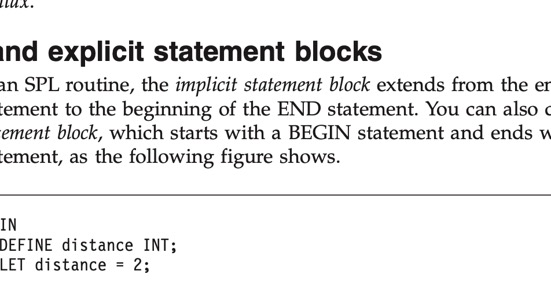 and explicit statement blocks
an SPL routine, the implicit statement block extends from the en
tement to the beginning of the END statement. You can also
ement block, which starts with a BEGIN statement and ends w
tement, as the following figure shows.
IN
DEFINE distance INT;
LET distance = 2;